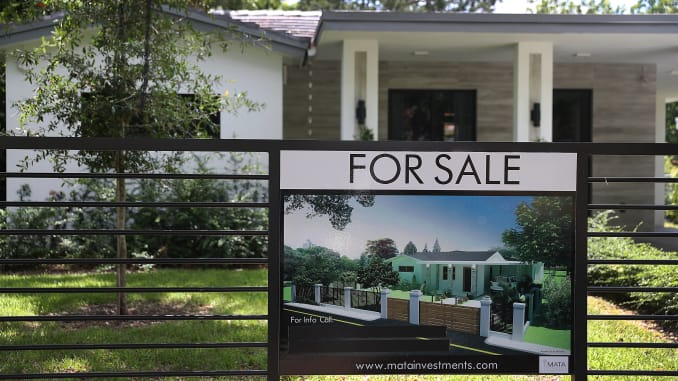 FOR SALE
For Info Call:
www.matainvestments.com
MATA